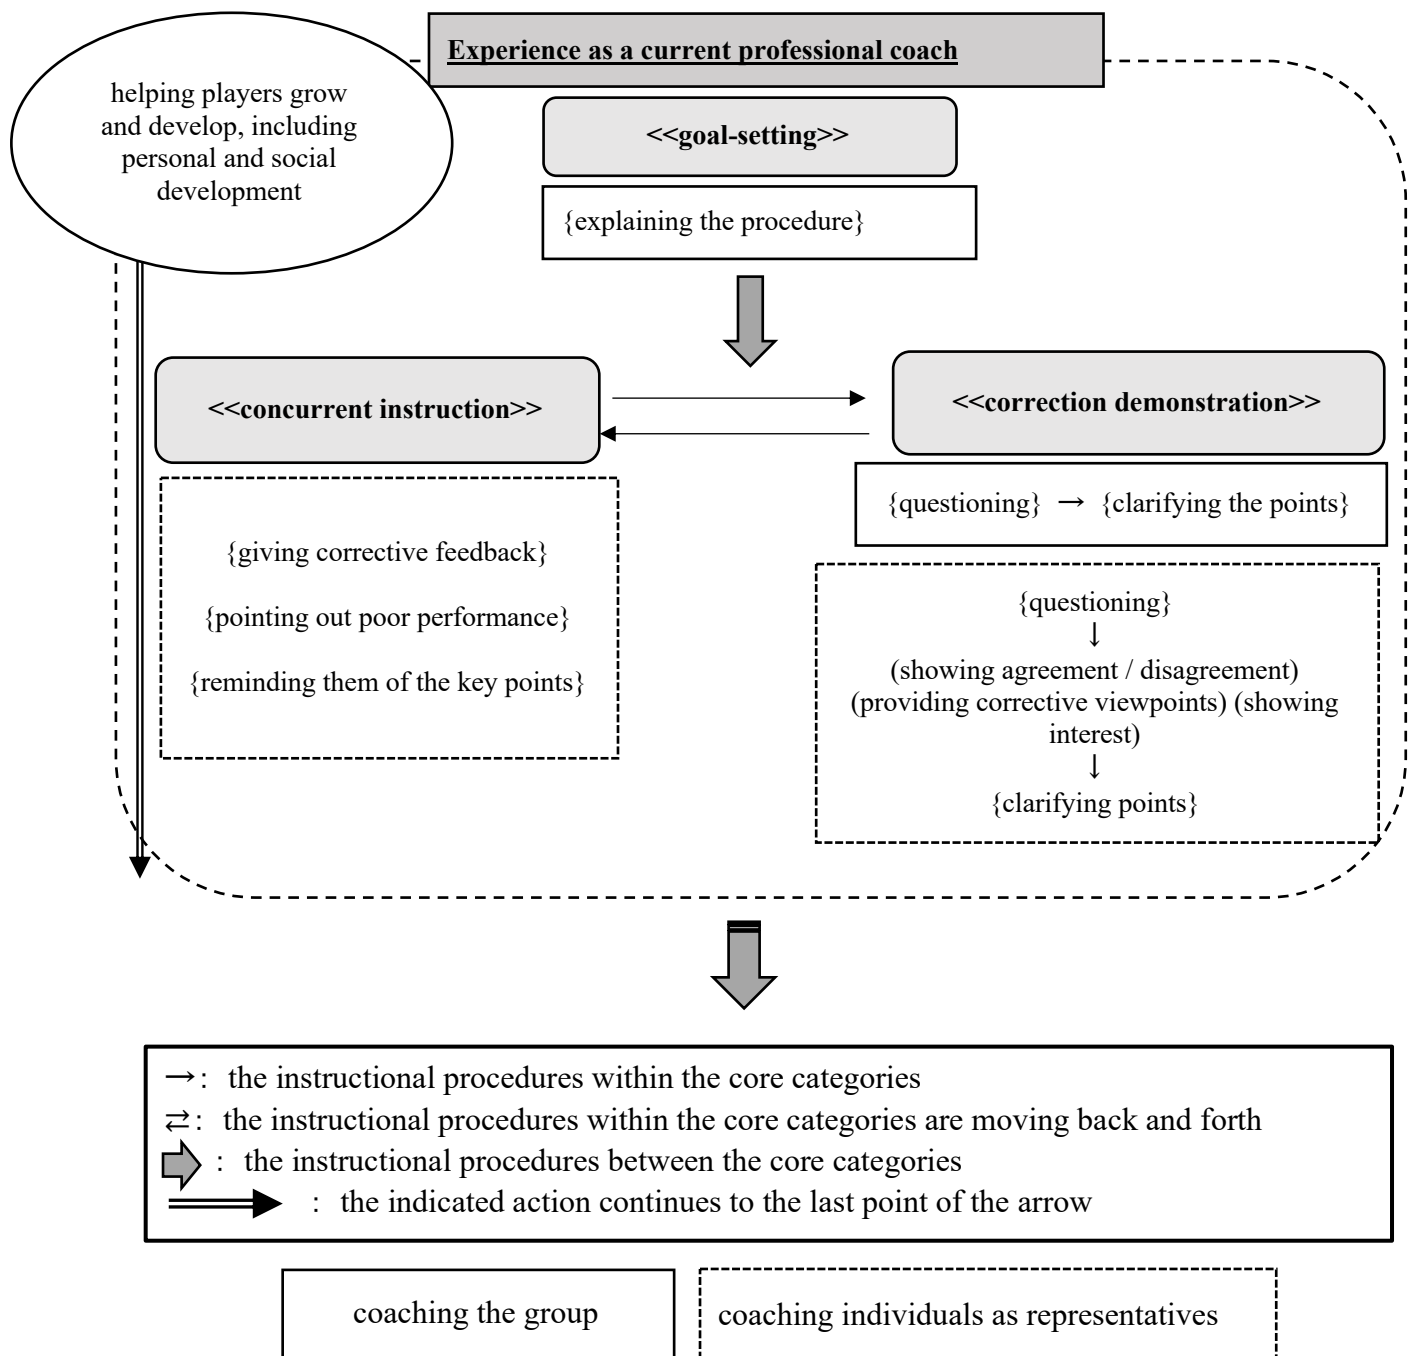 Experience as a current professional coach
helping players grow
and develop, including
personal and social
development
<<goal-setting>>
{explaining the procedure}
<<concurrent instruction>>
<<correction demonstration>>
{giving corrective feedback}
{pointing out poor performance}
{reminding them of the key points}
{questioning} → {clarifying the points}
{questioning}
↓
(showing agreement / disagreement)
(providing corrective viewpoints) (showing
interest)
↓
{clarifying points}
→: the instructional procedures within the core categories
⇄: the instructional procedures within the core categories are moving back and forth
: the instructional procedures between the core categories
: the indicated action continues to the last point of the arrow
coaching the group
coaching individuals as representatives